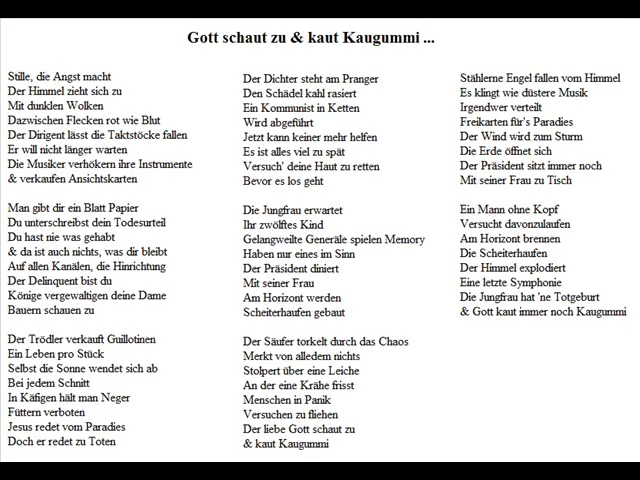 Gott schaut zu & kaut Kaugummi ...
Stille, die Angst macht
Der Himmel zieht sich zu
Mit dunklen Wolken
Dazwischen Flecken rot wie Blut
Der Dirigent lässt die Taktstöcke fallen
Er will nicht länger warten
Die Musiker verhökern ihre Instrumente
& verkaufen Ansichtskarten
Man gibt dir ein Blatt Papier
Du unterschreibst dein Todesurteil
Du hast nie was gehabt
& da ist auch nichts, was dir bleibt
Auf allen Kanälen, die Hinrichtung
Der Delinquent bist du
Könige vergewaltigen deine Dame
Bauern schauen zu
Der Trödler verkauft Guillotinen
Ein Leben pro Stück
Selbst die Sonne wendet sich ab
Bei jedem Schnitt
In Käfigen hält man Neger
Füttern verboten
Jesus redet vom Paradies
Doch er redet zu Toten
Der Dichter steht am Pranger
Den Schädel kahl rasiert
Ein Kommunist in Ketten
Wird abgeführt
Jetzt kann keiner mehr helfen
Es ist alles viel zu spät
Versuch' deine Haut zu retten
Bevor es los geht
Die Jungfrau erwartet
Ihr zwölftes Kind
Gelangweilte Generäle spielen Memory
Haben nur eines im Sinn
Der Präsident diniert
Mit seiner Frau
Am Horizont werden
Scheiterhaufen gebaut
Der Säufer torkelt durch das Chaos
Merkt von alledem nichts
Stolpert über eine Leiche
An der eine Krähe frisst
Menschen in Panik
Versuchen zu fliehen
Der liebe Gott schaut zu
& kaut Kaugummi
Stählerne Engel fallen vom Himmel
Es klingt wie düstere Musik
Irgendwer verteilt
Freikarten für's Paradies
Der Wind wird zum Sturm
Die Erde öffnet sich
Der Präsident sitzt immer noch
Mit seiner Frau zu Tisch
Ein Mann ohne Kopf
Versucht davonzulaufen
Am Horizont brennen
Die Scheiterhaufen
Der Himmel explodiert
Eine letzte Symphonie
Die Jungfrau hat 'ne Totgeburt
& Gott kaut immer noch Kaugummi